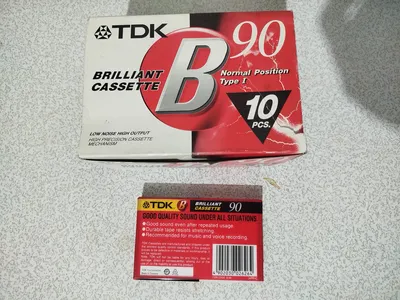 TDK
B
90
BRILLIANT
CASSETTE
Normal Position
Type I
10
PCS.
LOW NOISE HIGH OUTPUT
HIGH PRECISION CASSETTE
MECHANISM
TDK B BRILLIANT
CASSETTE 90
GOOD QUALITY SOUND UNDER ALL SITUATIONS
●Good sound even after repeated usage
●Durable tape resists stretching.
●Recommended for music and voice recording